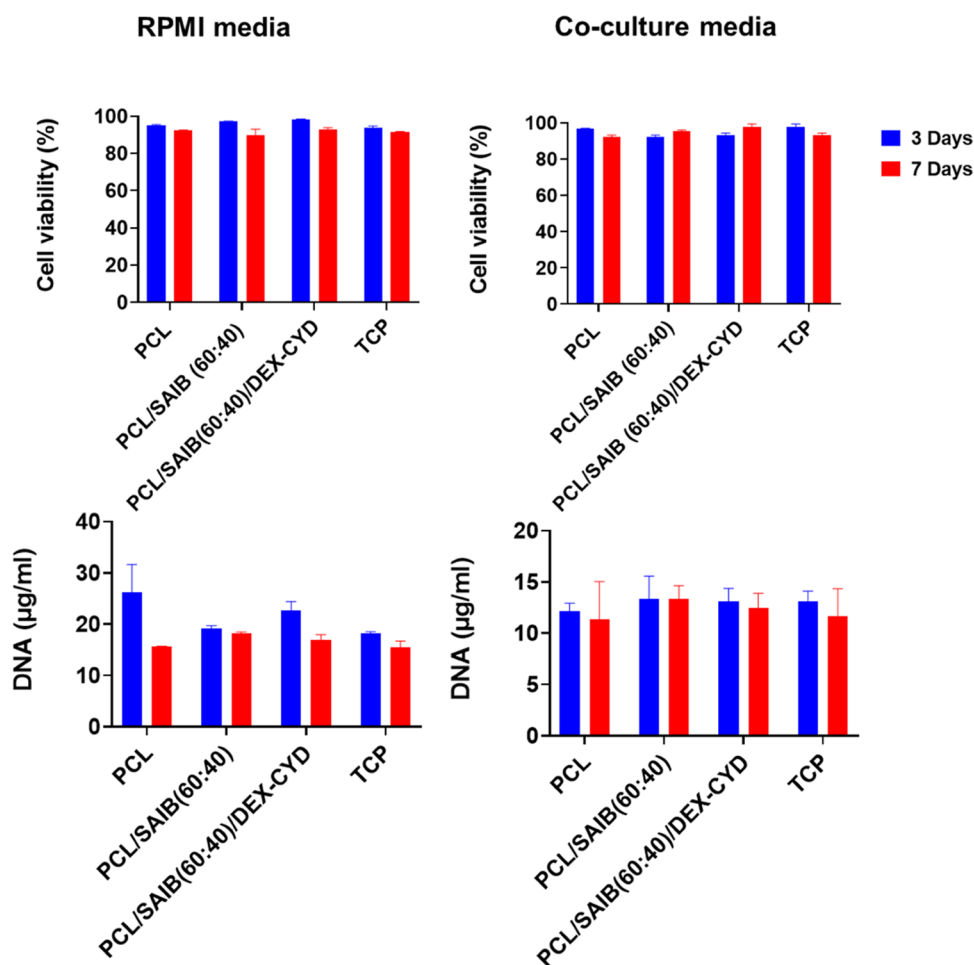 RPMI media
Co-culture media
Cell viability (%)
100
80
60
40
20
0
PCL
PCL/SAIB (60:40)
PCL/SAIB(60:40)/DEX-CYD
TCP
Cell viability (%)
100
80
60
40
20
0
PCL
PCL/SAIB (60:40)
PCL/SAIB (60:40)/DEX-CYD
TCP
3 Days
7 Days
DNA (μg/ml)
40
30
20
10
0
PCL
PCL/SAIB(60:40)
PCL/SAIB(60:40)/DEX-CYD
TCP
DNA (μg/ml)
20
15
10
5
0
PCL
PCL/SAIB(60:40)
PCL/SAIB(60:40)/DEX-CYD
TCP